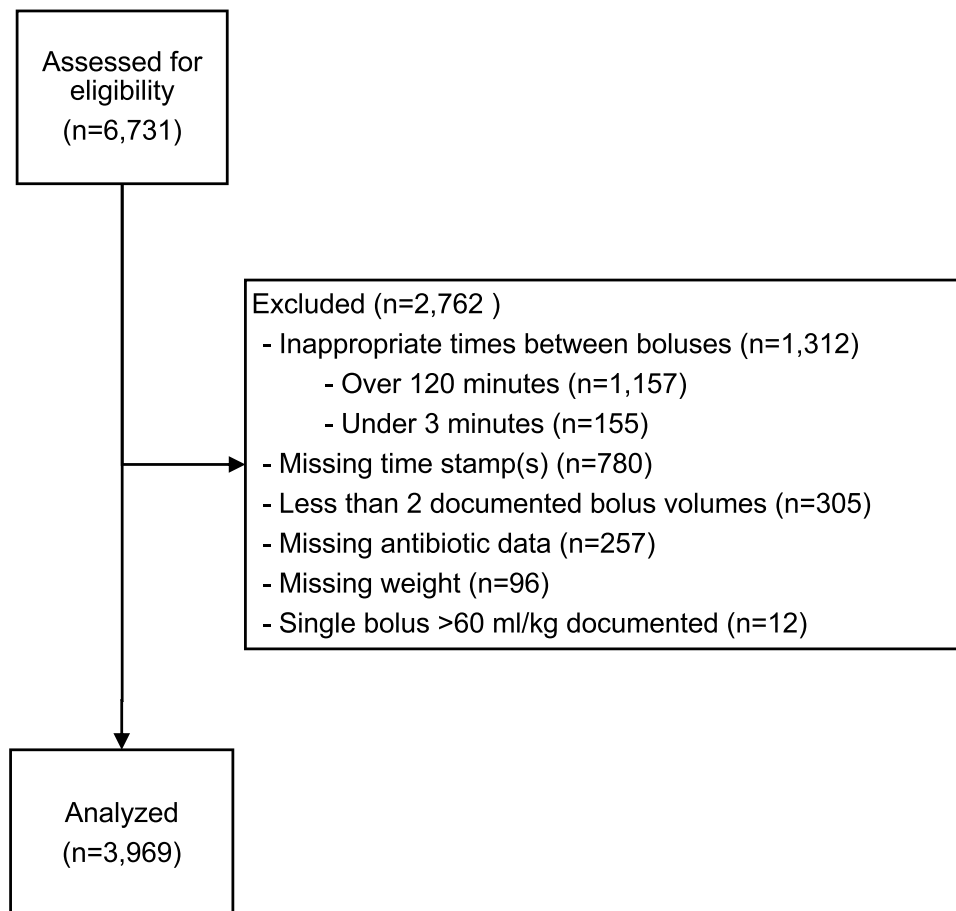 Assessed for
eligibility
(n=6,731)
Excluded (n=2,762 )
- Inappropriate times between boluses (n=1,312)
- Over 120 minutes (n=1,157)
- Under 3 minutes (n=155)
- Missing time stamp(s) (n=780)
- Less than 2 documented bolus volumes (n=305)
- Missing antibiotic data (n=257)
- Missing weight (n=96)
- Single bolus >60 ml/kg documented (n=12)
Analyzed
(n=3,969)